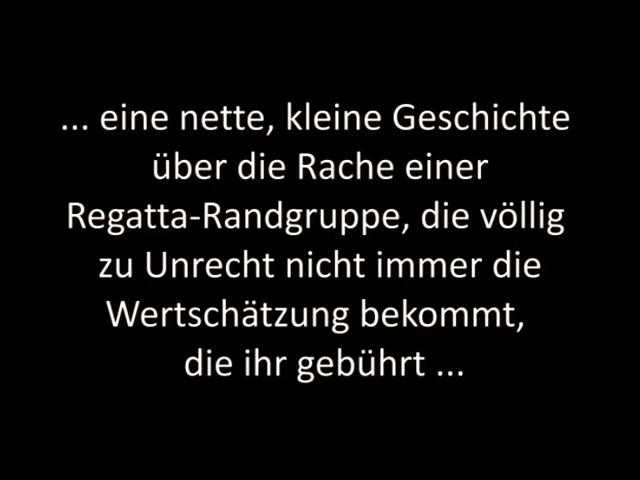 ... eine nette, kleine Geschichte
über die Rache einer
Regatta-Randgruppe, die völlig
zu Unrecht nicht immer die
Wertschätzung bekommt,
die ihr gebührt ...